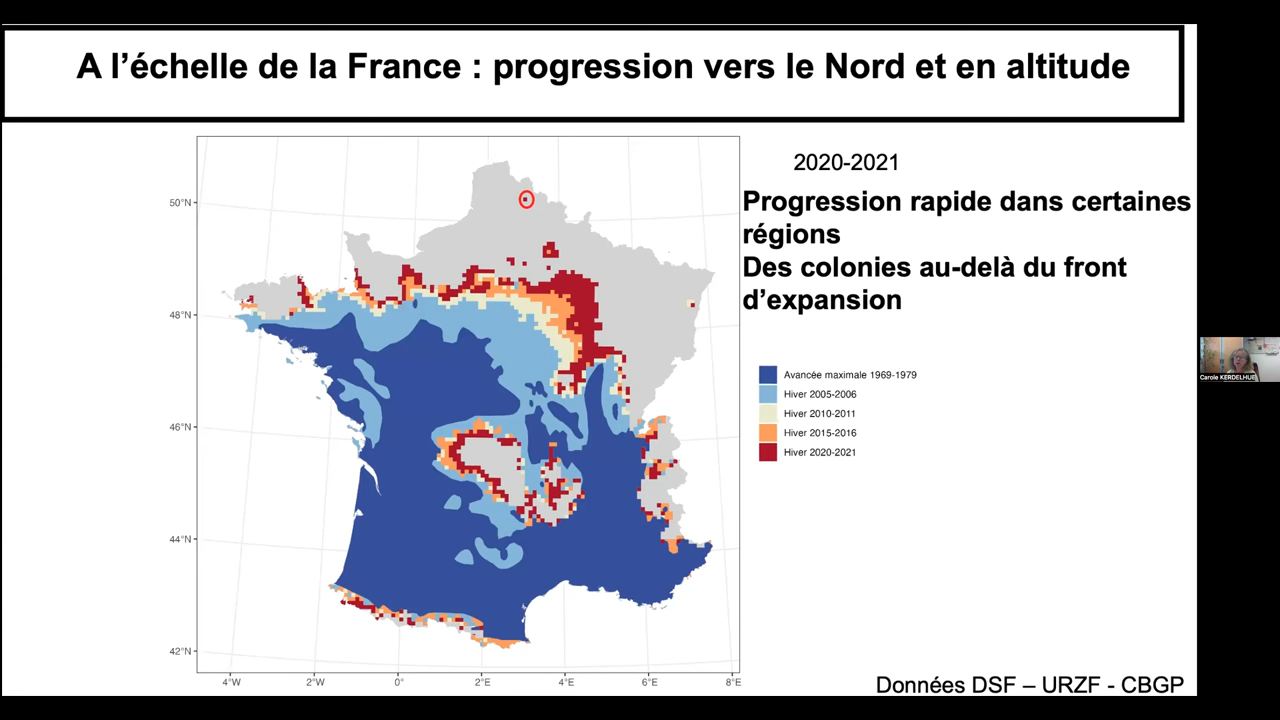 A l’échelle de la France : progression vers le Nord et en altitude
2020-2021
Progression rapide dans certaines
régions
Des colonies au-delà du front
d’expansion
50°N
48°N
46°N
44°N
42°N
4°W
2°W
0°
2°E
4°E
6°E
8°E
Avancée maximale 1969-1979
Hiver 2005-2006
Hiver 2010-2011
Hiver 2015-2016
Hiver 2020-2021
Carole KERDELHUE
Données DSF – URZF - CBGP